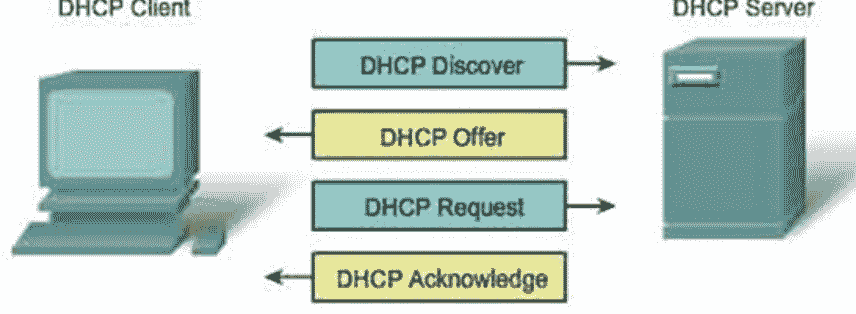 DHCP Client
DHCP Server
DHCP Discover
DHCP Offer
DHCP Request
DHCP Acknowledge